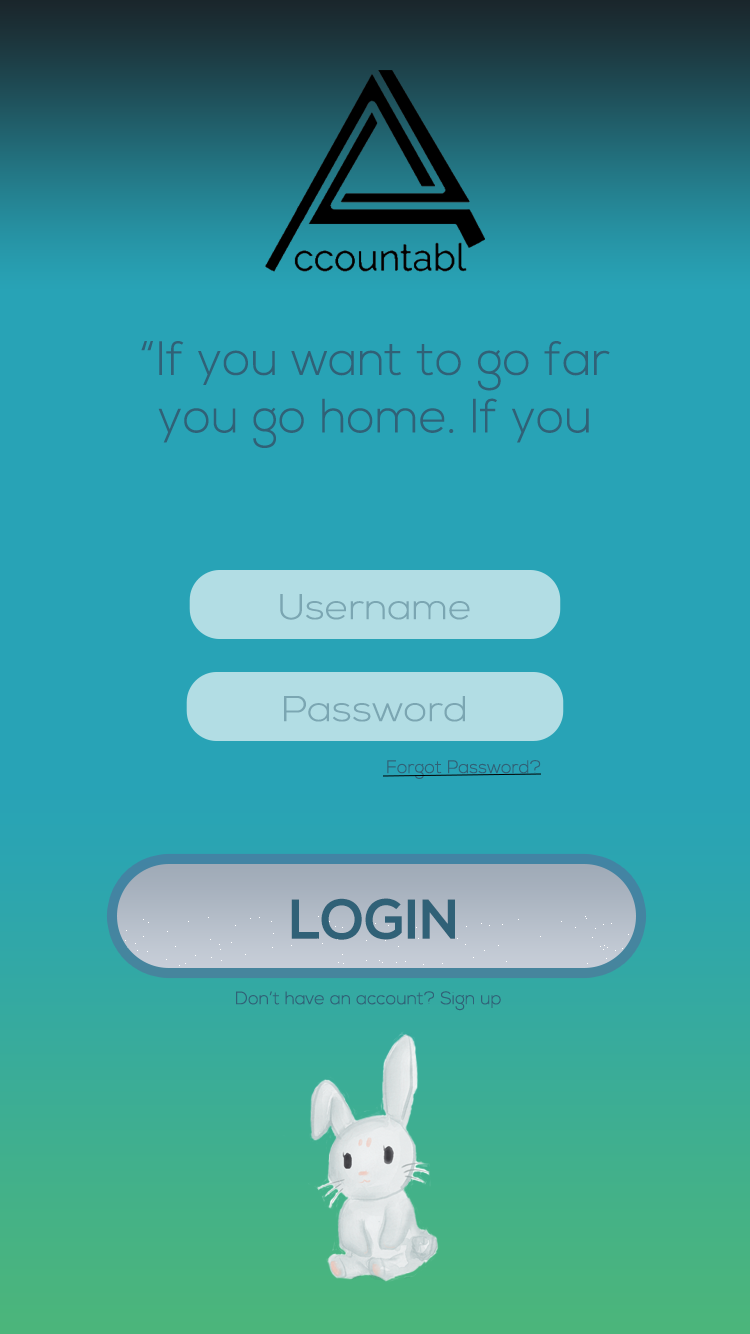 Accountabl
“If you want to go far
you go home. If you
Username
Password
Forgot Password?
LOGIN
Don't have an account? Sign up